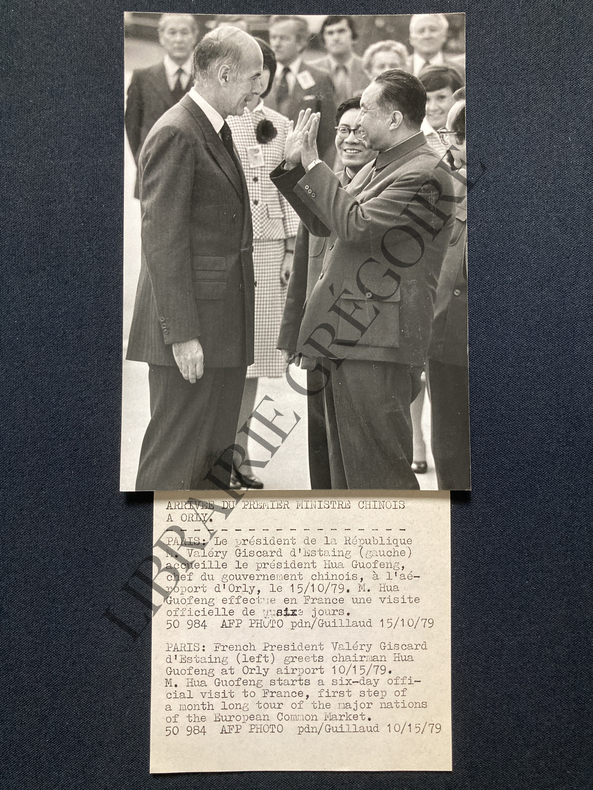 LIBRAIRIE GRÉGOIRE
ARRIVEE DU PREMIER MINISTRE CHINOIS
A ORLY.
PARIS: Le président de la République
M. Valéry Giscard d'Estaing (gauche)
accueille le président Hua Guofeng,
chef du gouvernement chinois, à l'aé-
roport d'Orly, le 15/10/79. M. Hua
Guofeng effectue en France une visite
officielle de six jours.
50 984 AFP PHOTO pdn/Guillaud 15/10/79
PARIS: French President Valéry Giscard
d'Estaing (left) greets chairman Hua
Guofeng at Orly airport 10/15/79.
M. Hua Guofeng starts a six-day offi-
cial visit to France, first step of
a month long tour of the major nations
of the European Common Market.
50 984 AFP PHOTO pdn/Guillaud 10/15/79